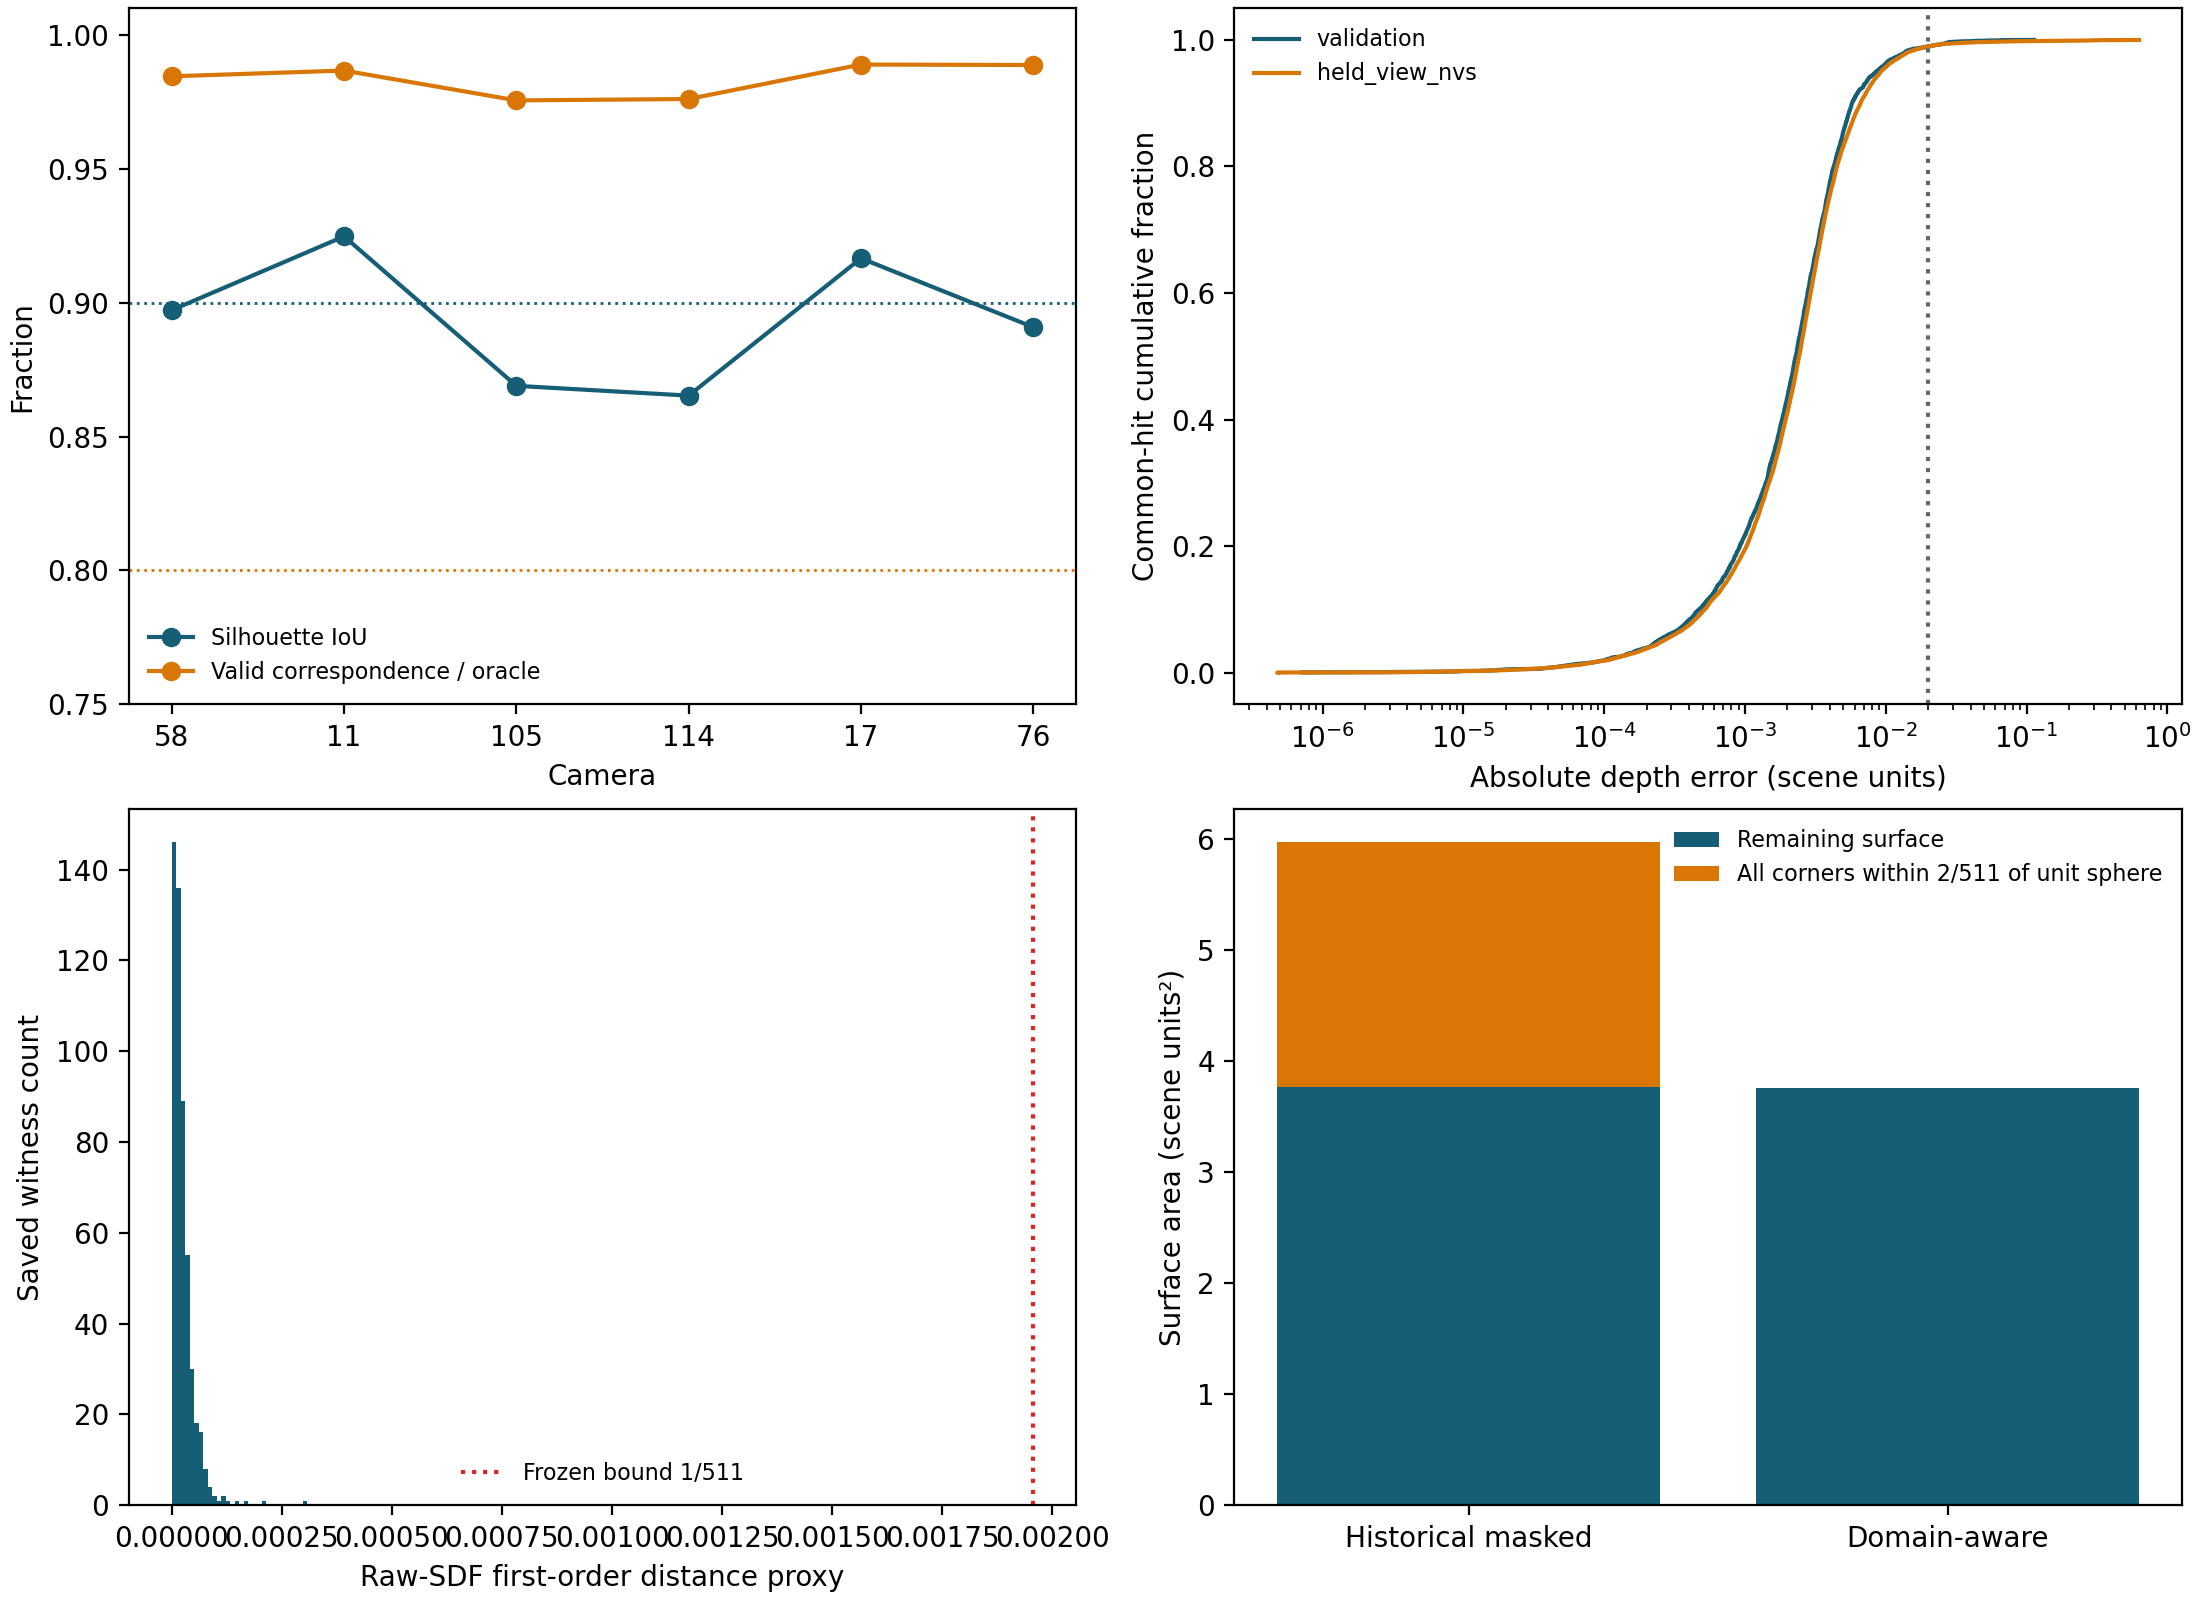 1.00
0.95
0.90
0.85
0.80
0.75
Fraction
Silhouette IoU
Valid correspondence / oracle
58 11 105 114 17 76
Camera
1.0
0.8
0.6
0.4
0.2
0.0
Common-hit cumulative fraction
validation
held_view_nvs
10⁻⁶ 10⁻⁵ 10⁻⁴ 10⁻³ 10⁻² 10⁻¹ 10⁰
Absolute depth error (scene units)
140
120
100
80
60
40
20
0
Saved witness count
Frozen bound 1/511
0.00000 0.00025 0.00050 0.00075 0.00100 0.00125 0.00150 0.00175 0.00200
Raw-SDF first-order distance proxy
6
5
4
3
2
1
0
Surface area (scene units²)
Remaining surface
All corners within 2/511 of unit sphere
Historical masked Domain-aware